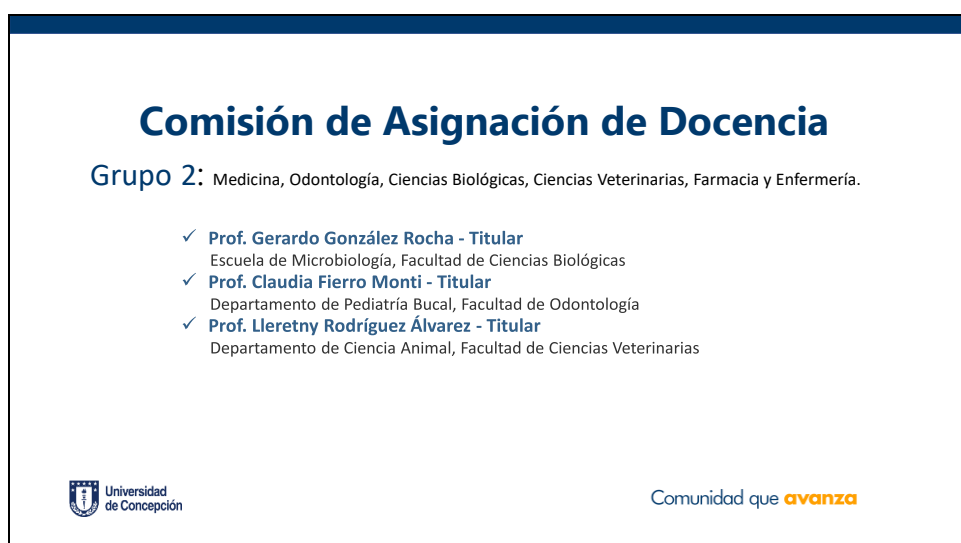 Comisión de Asignación de Docencia
Grupo 2: Medicina, Odontología, Ciencias Biológicas, Ciencias Veterinarias, Farmacia y Enfermería.
✓ Prof. Gerardo González Rocha - Titular
Escuela de Microbiología, Facultad de Ciencias Biológicas
✓ Prof. Claudia Fierro Monti - Titular
Departamento de Pediatría Bucal, Facultad de Odontología
✓ Prof. Lleretny Rodríguez Álvarez - Titular
Departamento de Ciencia Animal, Facultad de Ciencias Veterinarias
Universidad
de Concepción
Comunidad que avanza